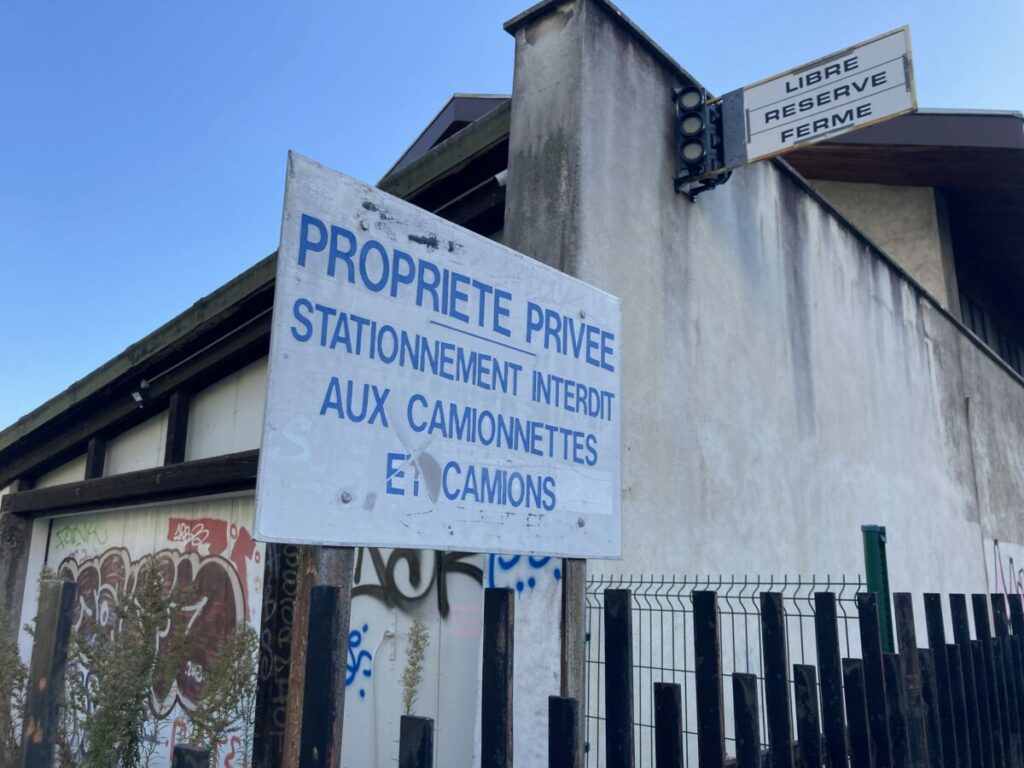 LIBRE
RESERVE
FERME
PROPRIETE PRIVEE
STATIONNEMENT INTERDIT
AUX CAMIONNETTES
ET CAMIONS